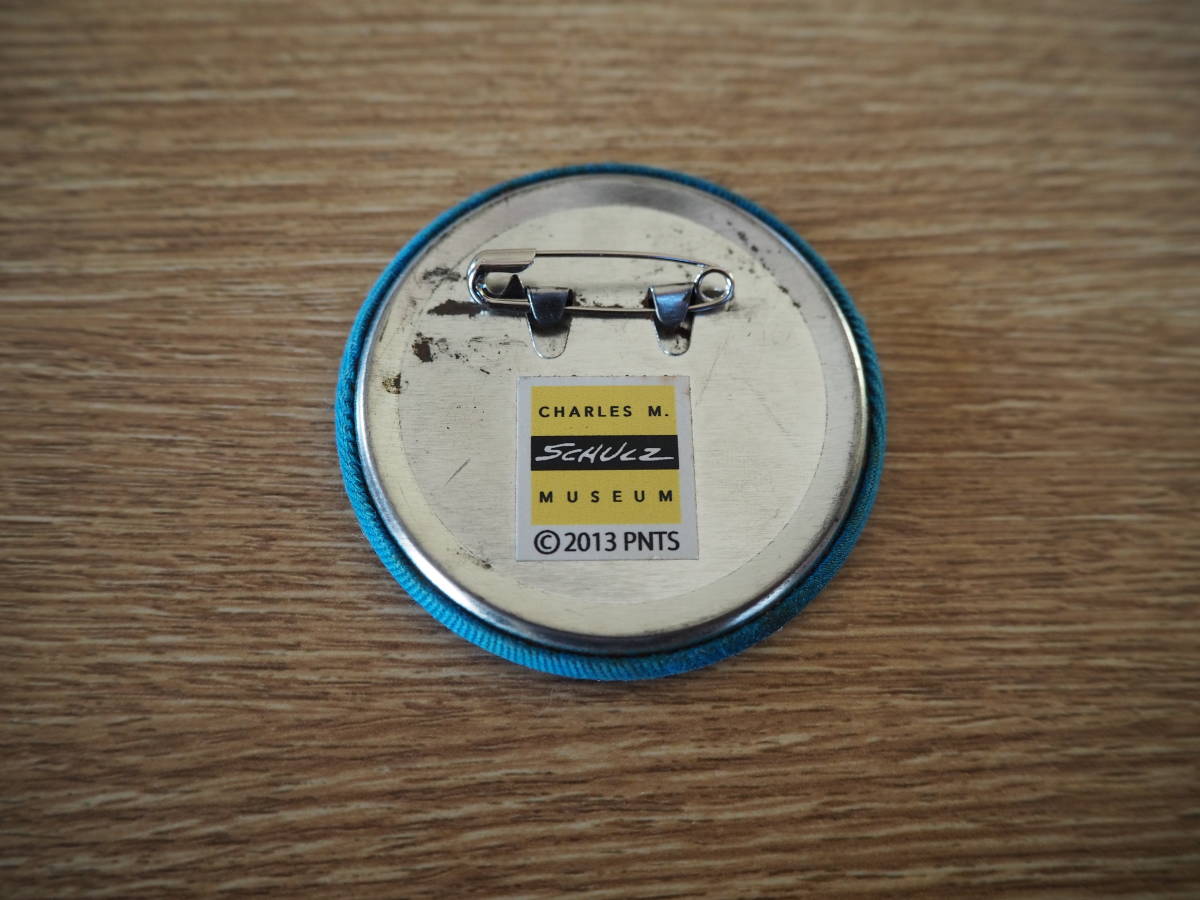 CHARLES M.
SCHULZ
MUSEUM
©2013 PNTS